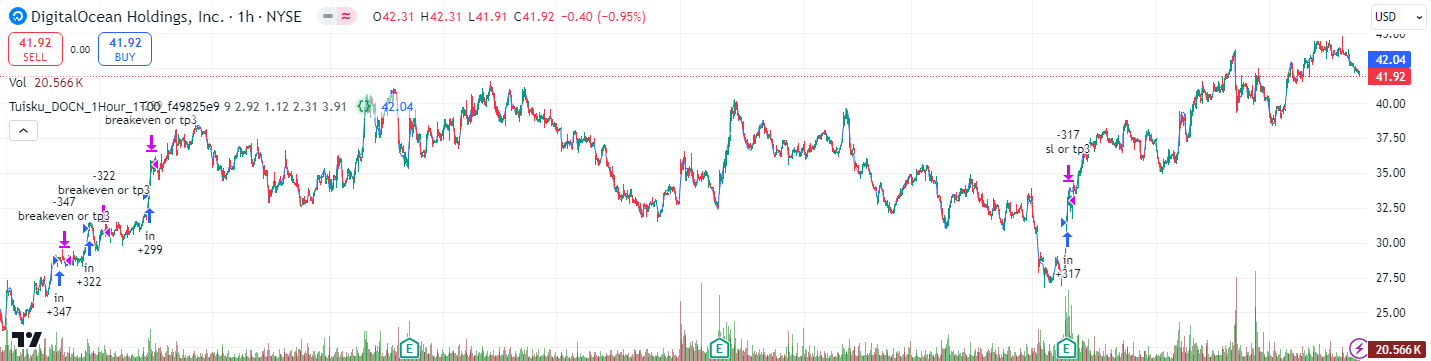 DigitalOcean Holdings, Inc. · 1h · NYSE O42.31 H42.31 L41.91 C41.92 −0.40 (−0.95%)
USD
41.92
SELL
0.00
41.92
BUY
Vol 20.566 K
Tuisku_DOCN_1Hour_1T00_f49825e9 9 2.92 1.12 2.31 3.91 42.04
breakeven or tp3
-322
breakeven or tp3
-347
breakeven or tp3
in
+299
in
+322
in
+347
-317
sl or tp3
in
+317
E
E
E
45.00
42.04
41.92
40.00
37.50
35.00
32.50
30.00
27.50
25.00
20.566 K